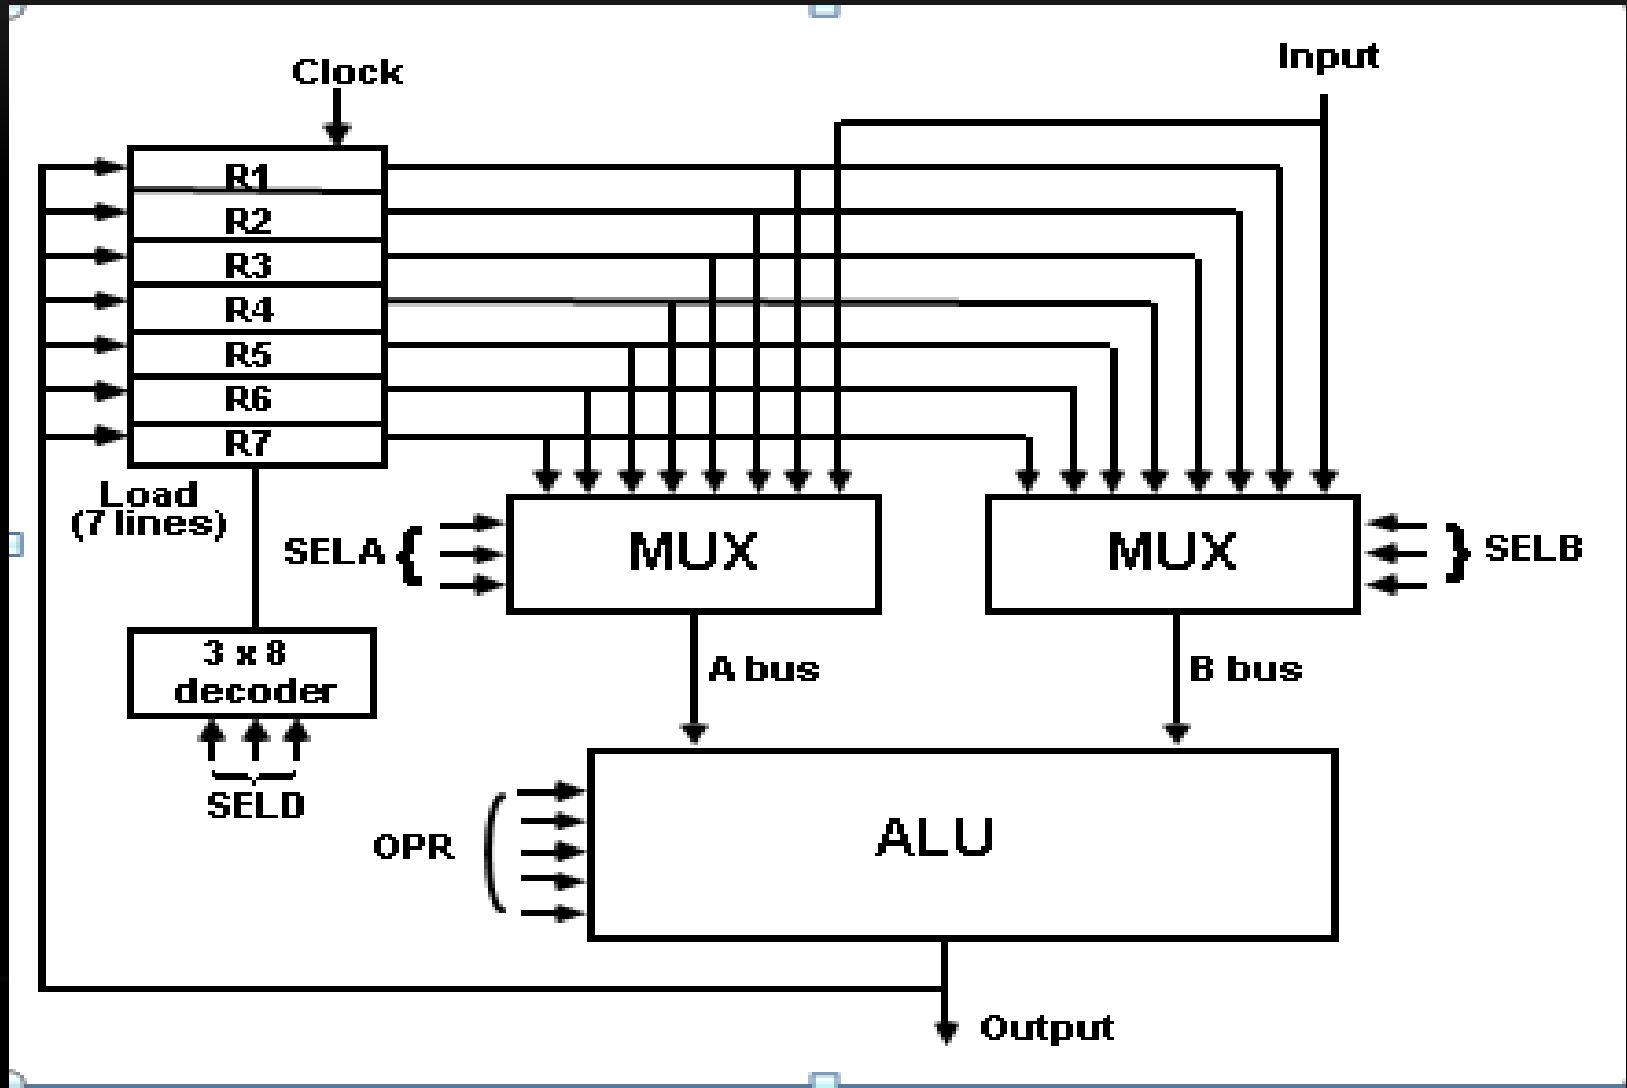 Clock
Input
R1
R2
R3
R4
R5
R6
R7
Load
(7 lines)
SELA {
MUX
MUX
} SELB
3 x 8
decoder
A bus
B bus
SELD
OPR
ALU
Output